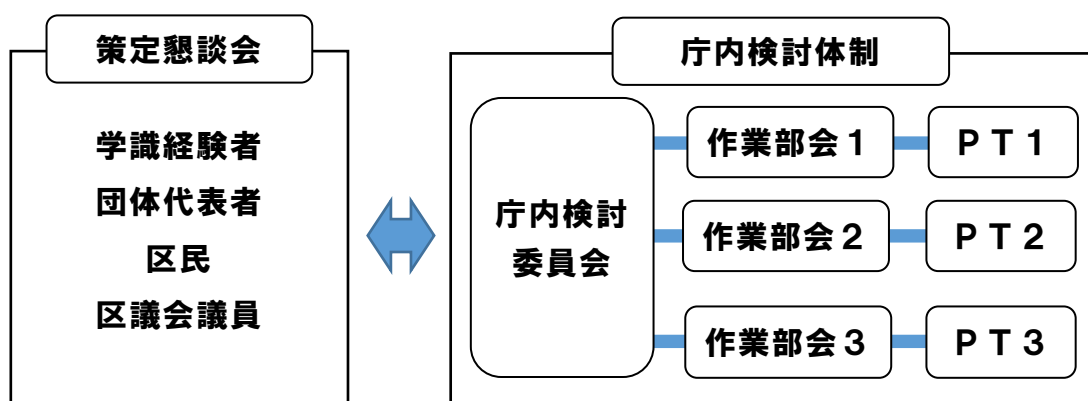 策定懇談会
学識経験者
団体代表者
区民
区議会議員
庁内検討体制
庁内検討
委員会
作業部会1
PT1
作業部会2
PT2
作業部会3
PT3